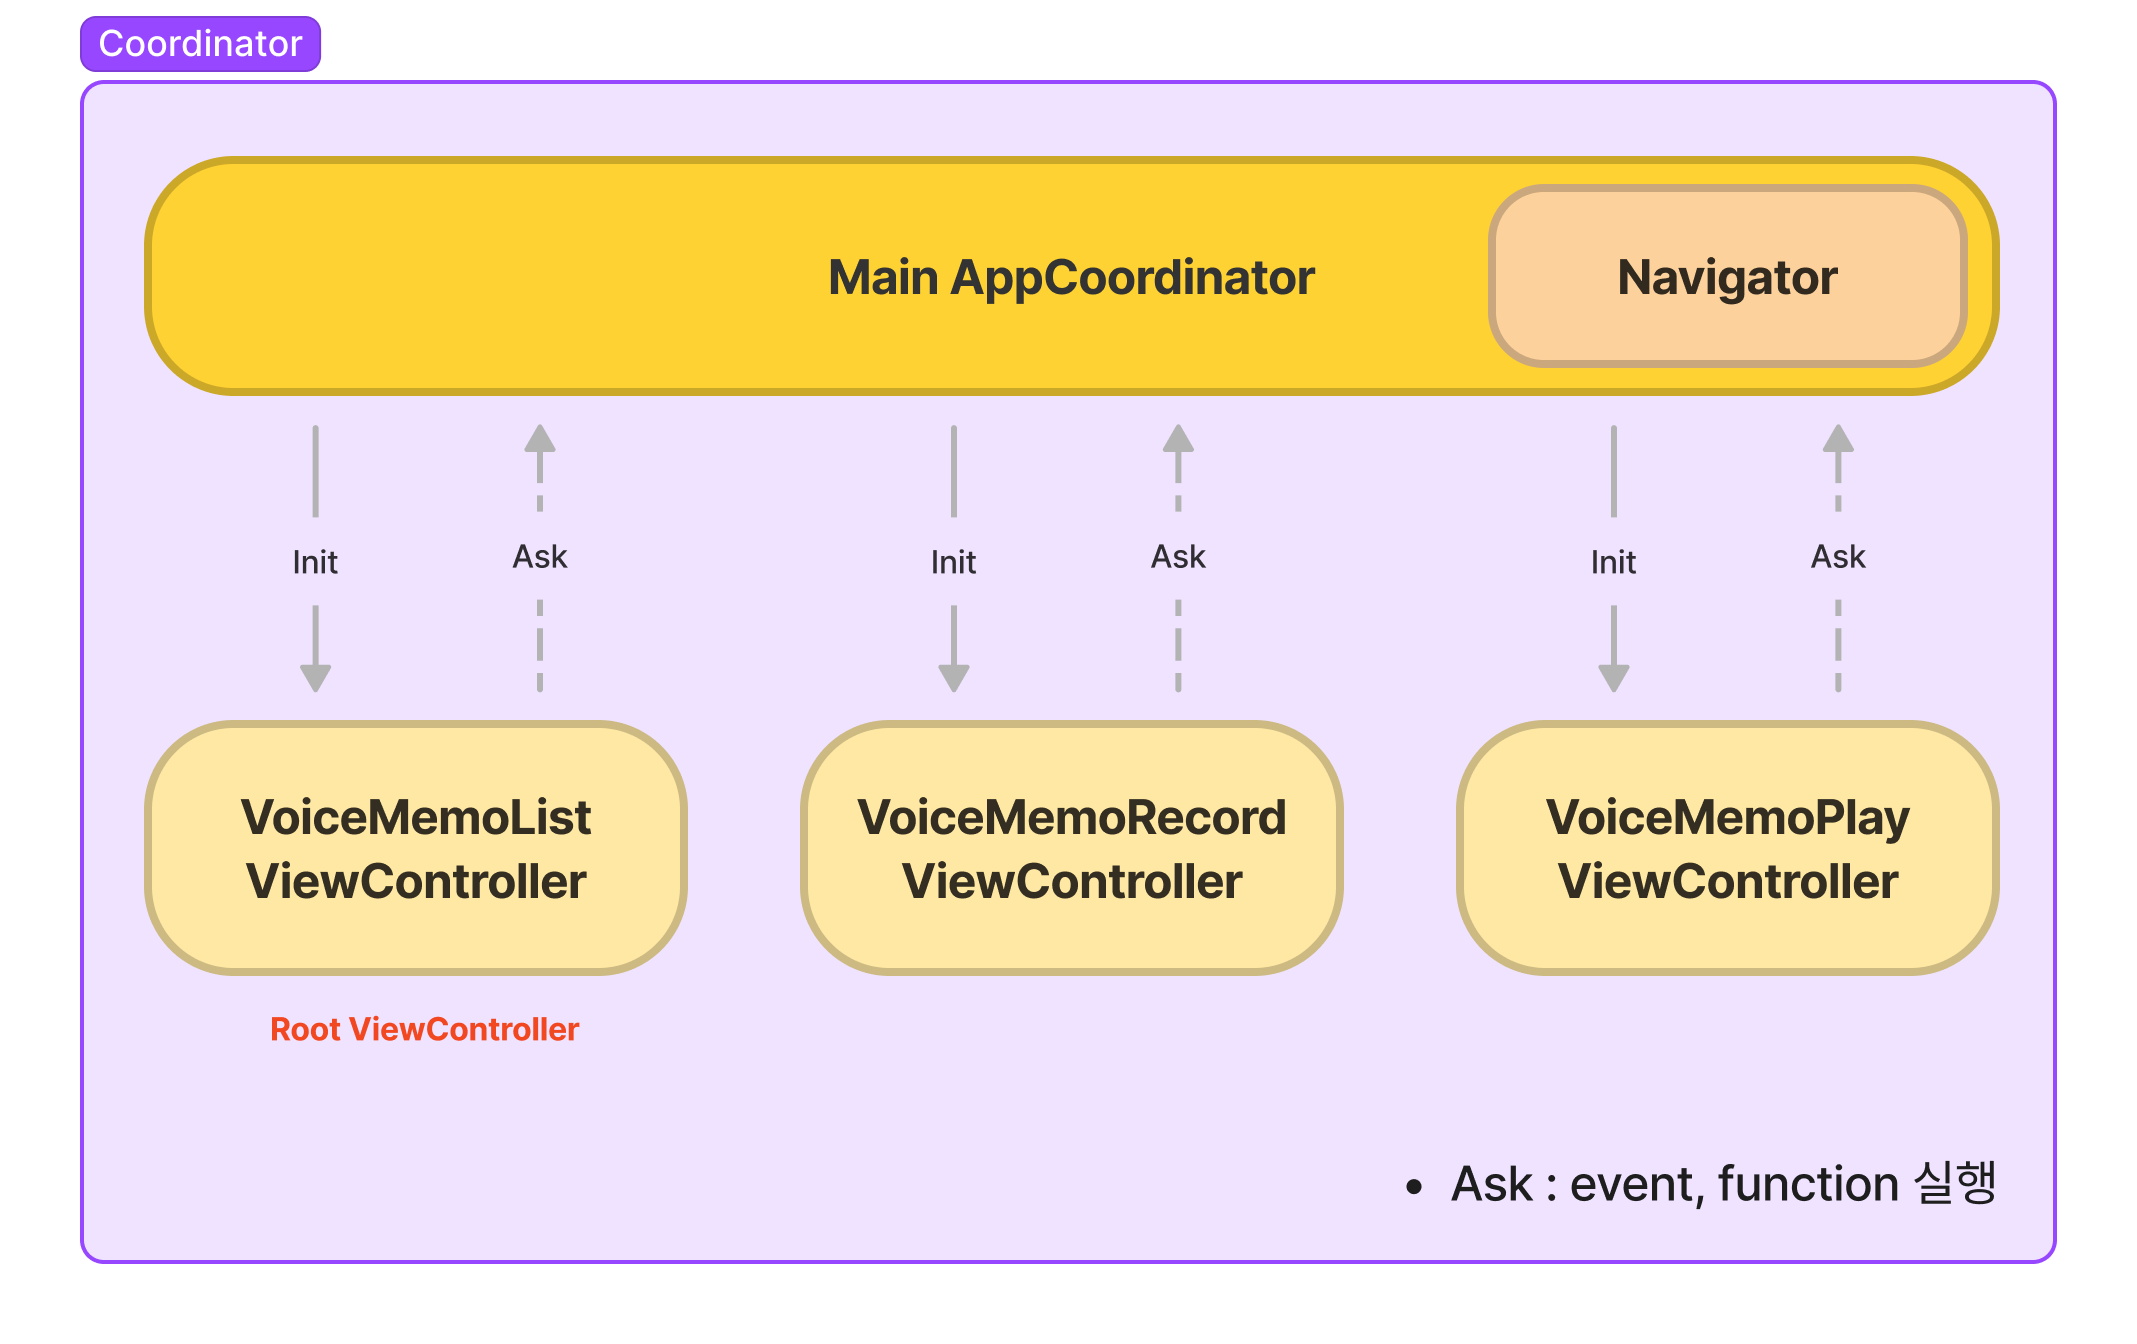 Coordinator
Main AppCoordinator
Navigator
Init
Ask
Init
Ask
Init
Ask
VoiceMemoList
ViewController
VoiceMemoRecord
ViewController
VoiceMemoPlay
ViewController
Root ViewController
• Ask : event, function 실행